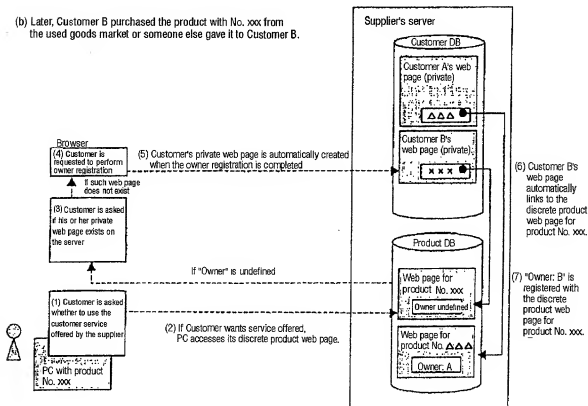 (b) Later, Customer B purchased the product with No. xxx from
the used goods market or someone else gave it to Customer B.
Supplier's server
Customer DB
Customer A's web
page (private)
△△△
Customer B's
web page (private)
×××
Browser
(4) Customer is
requested to perform
owner registration
(5) Customer's private web page is automatically created
when the owner registration is completed
If such web page
does not exist
(3) Customer is asked
if his or her private
web page exists on
the server
(6) Customer B's
web page
automatically
links to the
discrete product
web page for
product No. xxx.
Product DB
If "Owner" is undefined
Web page for
product No. xxx
Owner undefined
(7) "Owner: B" is
registered with
the discrete
product web
page for
product No. xxx.
(1) Customer is asked
whether to use the
customer service
offered by the supplier
(2) If Customer wants service offered,
PC accesses its discrete product web page.
Web page for
product No. △△△
Owner: A
PC with product
No. xxx